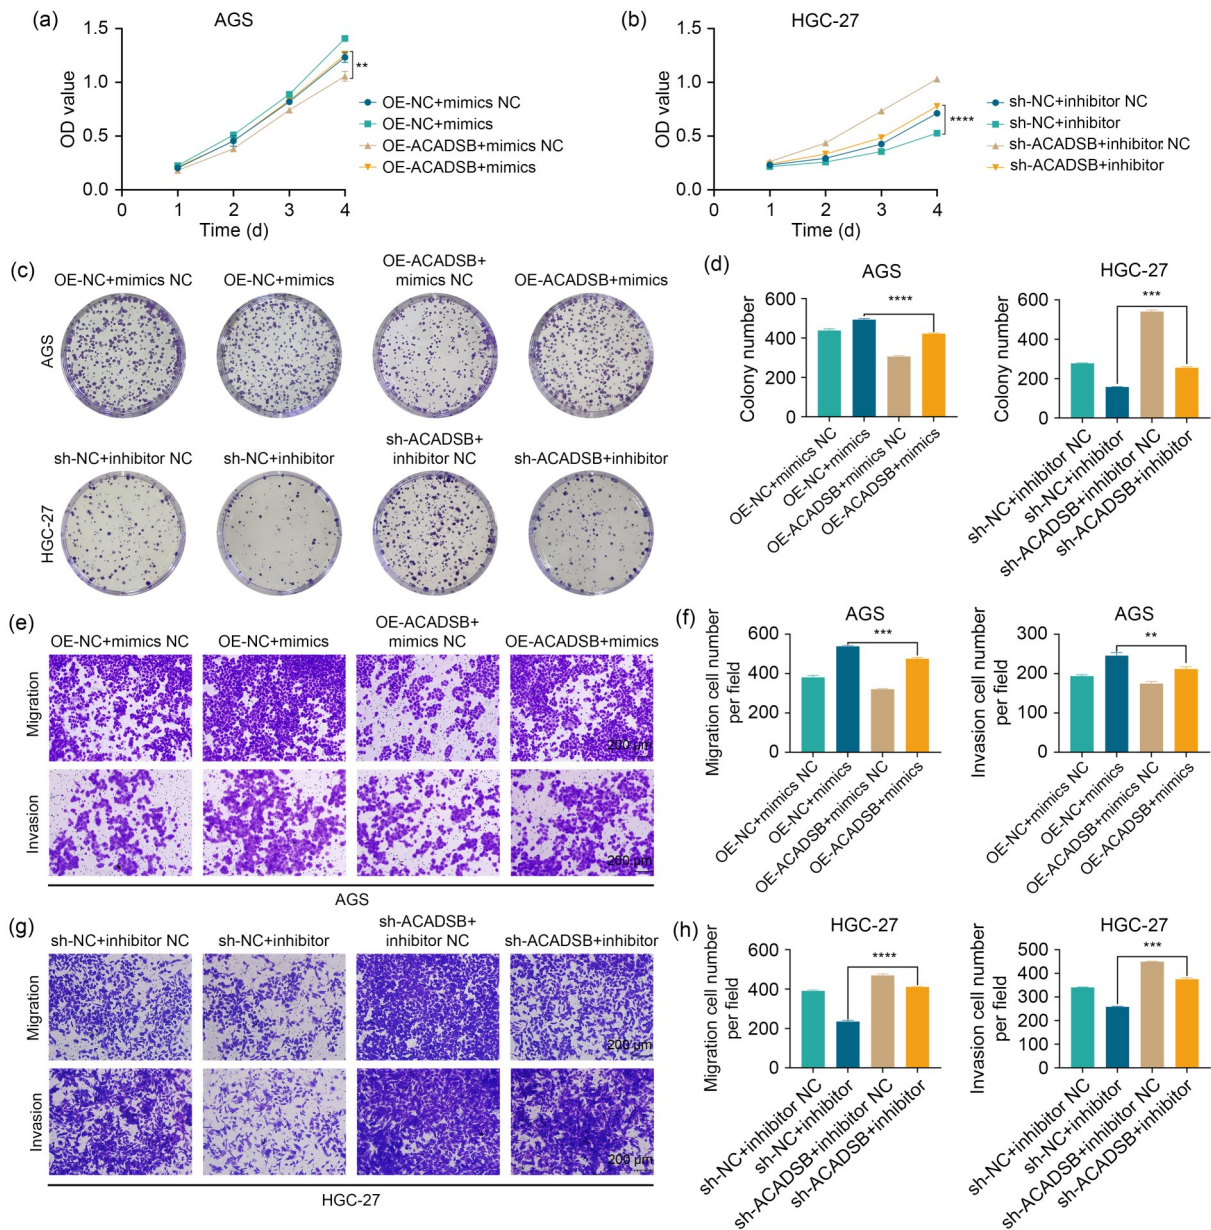 (a)
AGS
OD value
1.5
1.0
0.5
0.0
0
1
2
3
4
Time (d)
**
OE-NC+mimics NC
OE-NC+mimics
OE-ACADSB+mimics NC
OE-ACADSB+mimics
(b)
HGC-27
OD value
1.5
1.0
0.5
0.0
0
1
2
3
4
Time (d)
****
sh-NC+inhibitor NC
sh-NC+inhibitor
sh-ACADSB+inhibitor NC
sh-ACADSB+inhibitor
(c)
OE-NC+mimics NC
OE-NC+mimics
OE-ACADSB+
mimics NC
OE-ACADSB+mimics
AGS
sh-NC+inhibitor NC
sh-NC+inhibitor
sh-ACADSB+
inhibitor NC
sh-ACADSB+inhibitor
HGC-27
(d)
AGS
Colony number
600
400
200
0
****
OE-NC+mimics NC
OE-NC+mimics
OE-ACADSB+mimics NC
OE-ACADSB+mimics
HGC-27
Colony number
600
400
200
0
***
sh-NC+inhibitor NC
sh-NC+inhibitor
sh-ACADSB+inhibitor NC
sh-ACADSB+inhibitor
(e)
OE-NC+mimics NC
OE-NC+mimics
OE-ACADSB+
mimics NC
OE-ACADSB+mimics
Migration
200 μm
Invasion
200 μm
AGS
(f)
AGS
Migration cell number
per field
600
400
200
0
***
OE-NC+mimics NC
OE-NC+mimics
OE-ACADSB+mimics NC
OE-ACADSB+mimics
AGS
Invasion cell number
per field
300
200
100
0
**
OE-NC+mimics NC
OE-NC+mimics
OE-ACADSB+mimics NC
OE-ACADSB+mimics
(g)
sh-NC+inhibitor NC
sh-NC+inhibitor
sh-ACADSB+
inhibitor NC
sh-ACADSB+inhibitor
Migration
200 μm
Invasion
200 μm
HGC-27
(h)
HGC-27
Migration cell number
per field
600
400
200
0
****
sh-NC+inhibitor NC
sh-NC+inhibitor
sh-ACADSB+inhibitor NC
sh-ACADSB+inhibitor
HGC-27
Invasion cell number
per field
500
400
300
200
100
0
***
sh-NC+inhibitor NC
sh-NC+inhibitor
sh-ACADSB+inhibitor NC
sh-ACADSB+inhibitor